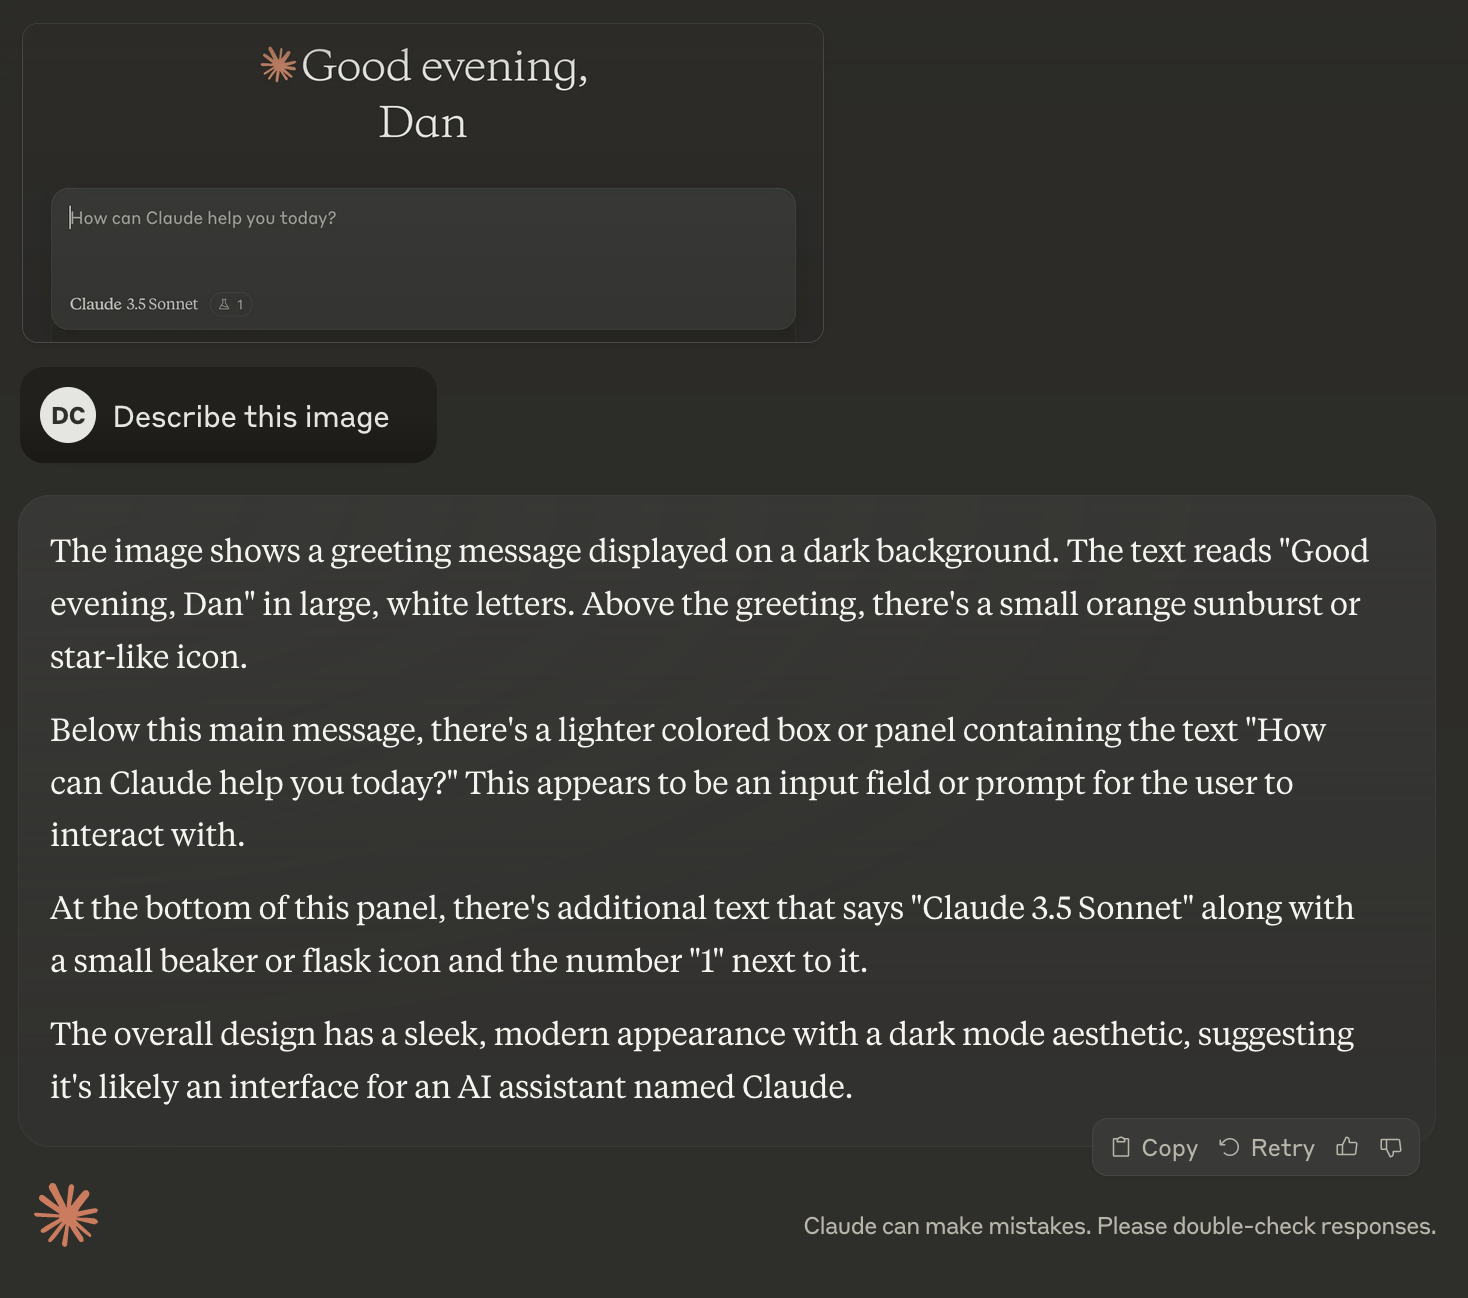 Good evening,
Dan
How can Claude help you today?
Claude 3.5 Sonnet 1
DC Describe this image
The image shows a greeting message displayed on a dark background. The text reads "Good
evening, Dan" in large, white letters. Above the greeting, there's a small orange sunburst or
star-like icon.
Below this main message, there's a lighter colored box or panel containing the text "How
can Claude help you today?" This appears to be an input field or prompt for the user to
interact with.
At the bottom of this panel, there's additional text that says "Claude 3.5 Sonnet" along with
a small beaker or flask icon and the number "1" next to it.
The overall design has a sleek, modern appearance with a dark mode aesthetic, suggesting
it's likely an interface for an AI assistant named Claude.
Copy Retry
Claude can make mistakes. Please double-check responses.